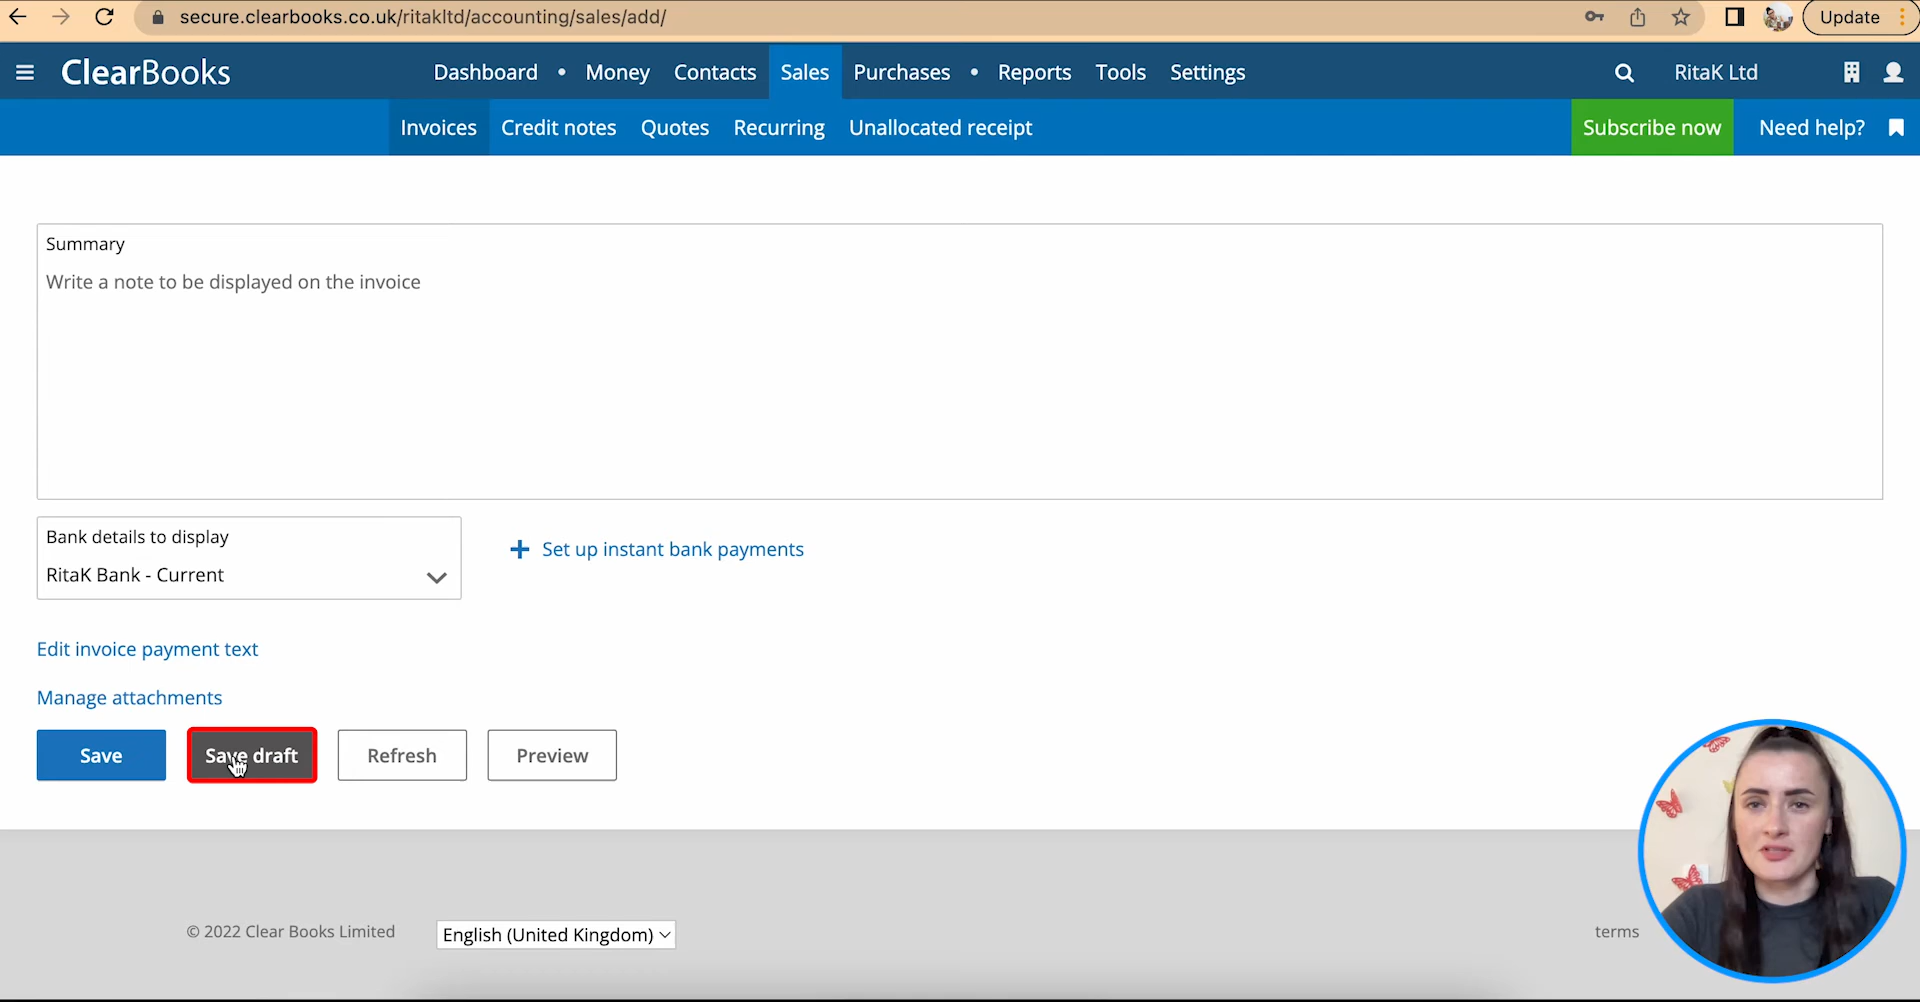 secure.clearbooks.co.uk/ritakltd/accounting/sales/add/
Update
ClearBooks
Dashboard • Money Contacts Sales Purchases • Reports Tools Settings
RitaK Ltd
Invoices Credit notes Quotes Recurring Unallocated receipt
Subscribe now
Need help?
Summary
Write a note to be displayed on the invoice
Bank details to display
RitaK Bank - Current
+ Set up instant bank payments
Edit invoice payment text
Manage attachments
Save
Save draft
Refresh
Preview
© 2022 Clear Books Limited
English (United Kingdom)
terms